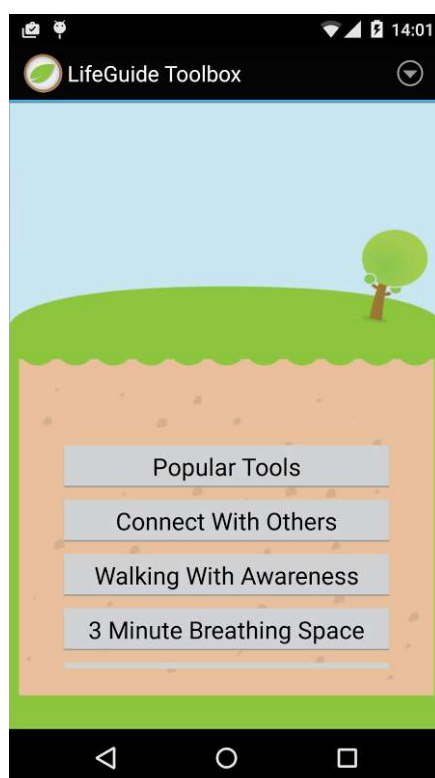 14:01
LifeGuide Toolbox
Popular Tools
Connect With Others
Walking With Awareness
3 Minute Breathing Space